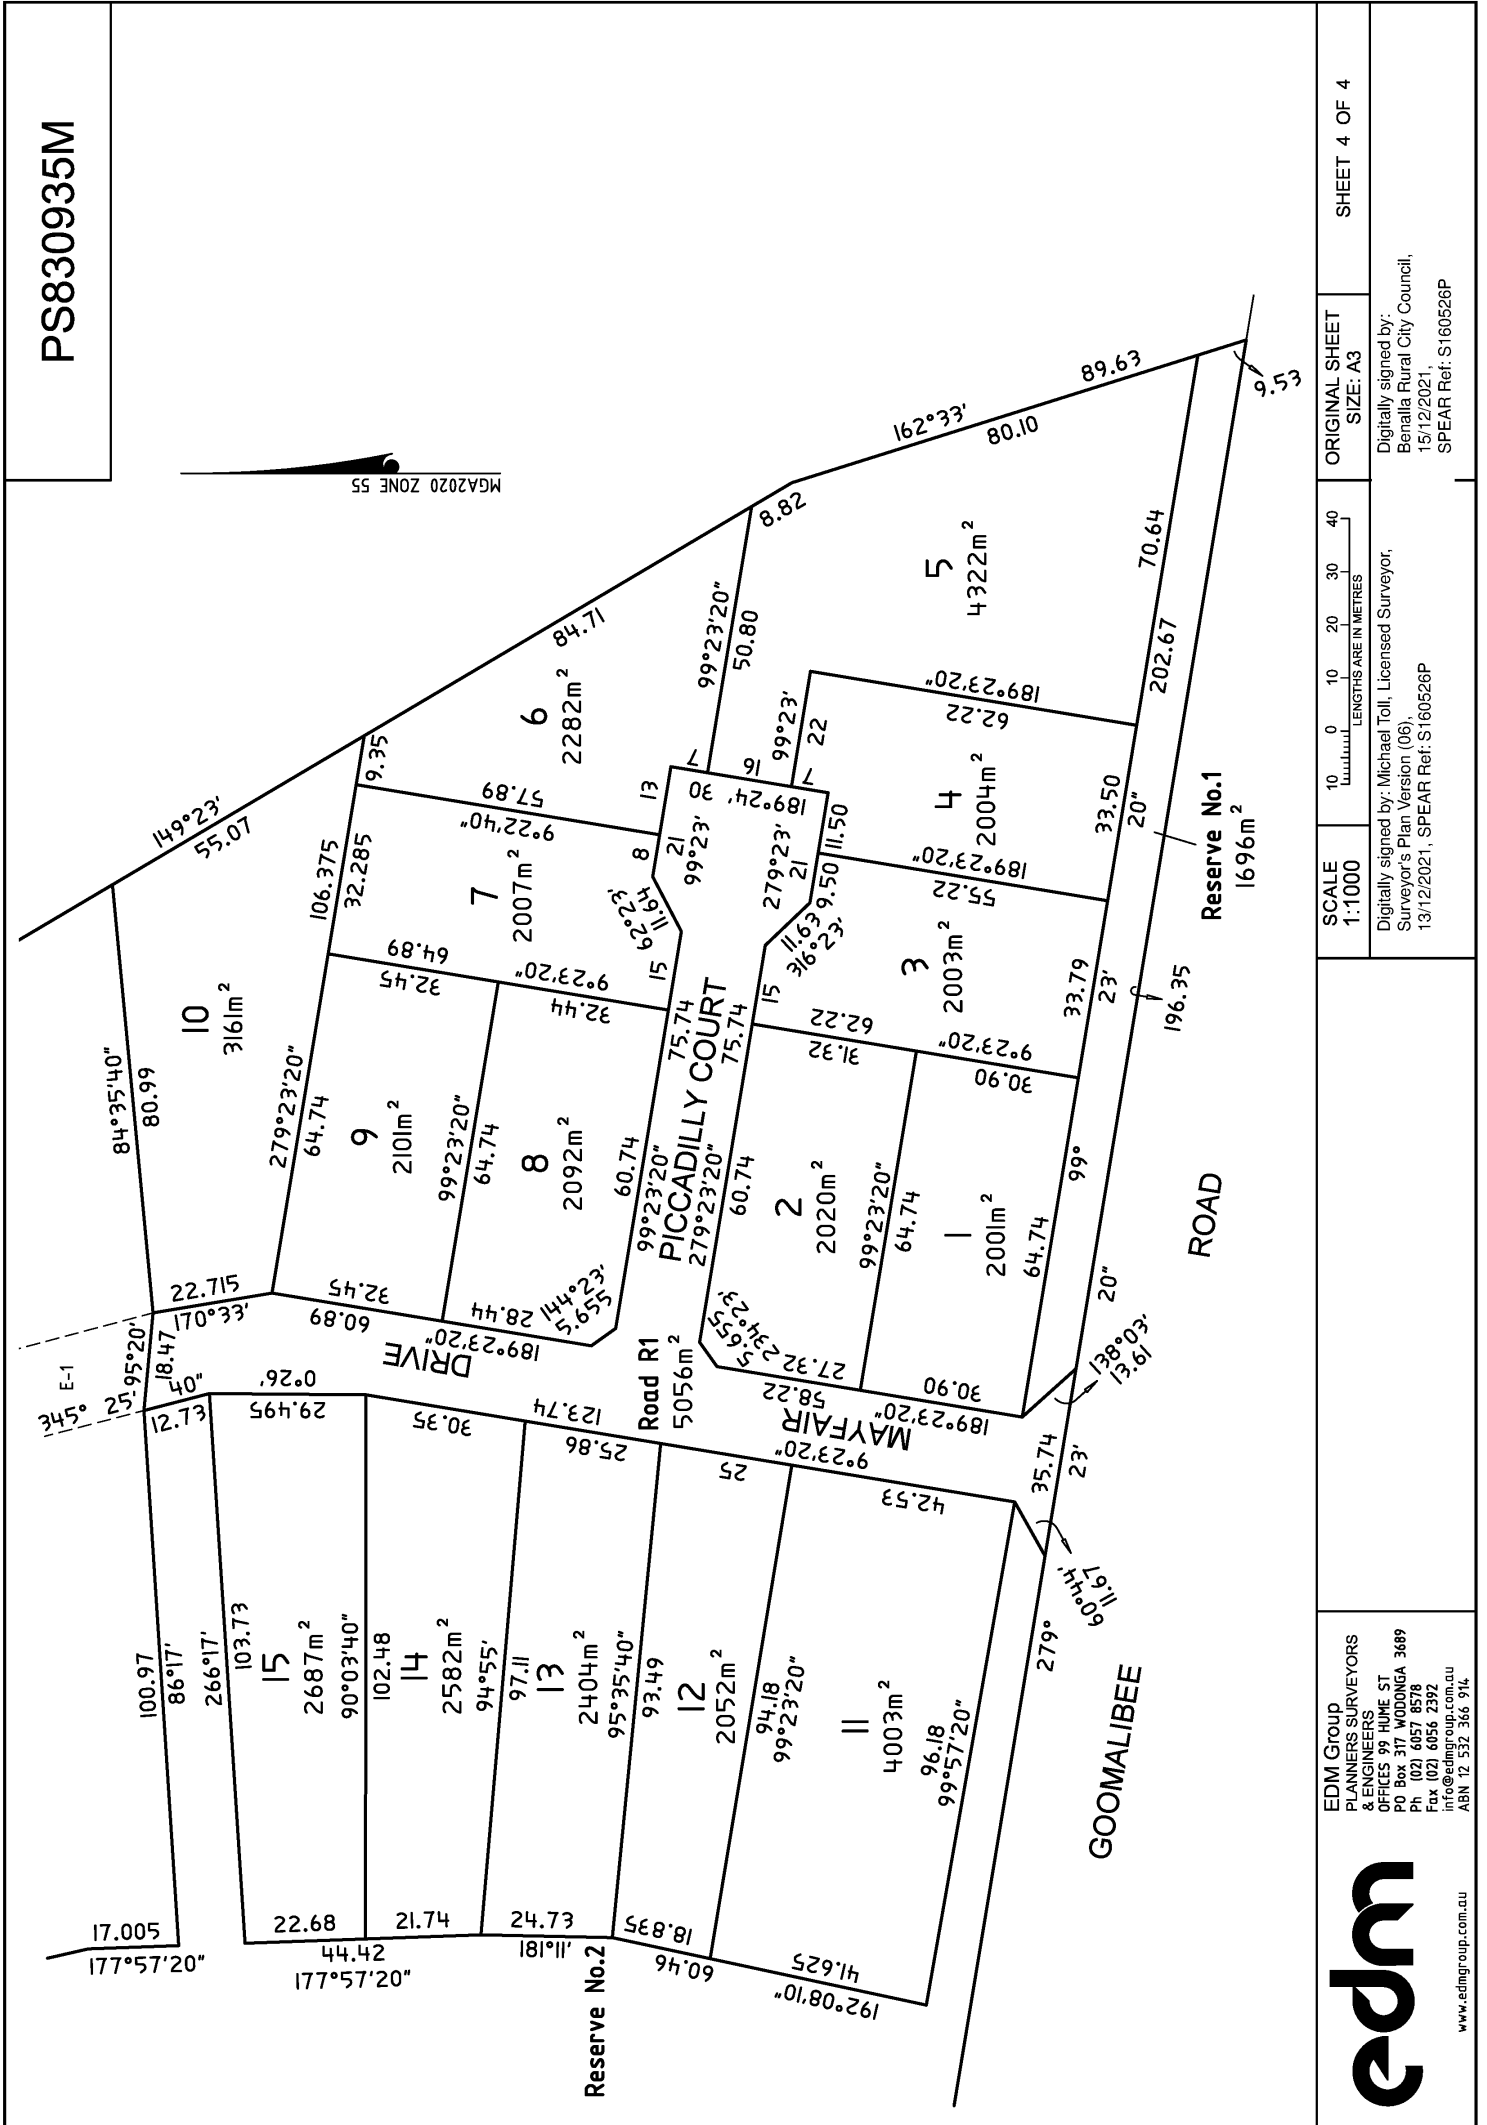 PS830935M
MGA2020 ZONE 55
149°23'
55.07
84.71
8.82
162°33'
89.63
80.10
9.53
84°35'40"
80.99
10
3161m²
106.375
32.285
9.35
279°23'20"
64.74
22.715
170°33'
345°
25'
40"
E-1
95°20'
18.47
12.73
0°26'
29.495
9
2101m²
32.45
64.89
32.45
99°23'20"
64.74
32.44
9°23'20"
8
2092m²
60.89
28.44
189°23'20"
144°23'
5.655
60.74
99°23'20"
75.74
7
2007m²
57.89
9°22'40"
62°23'
11.64
15
8
21
99°23'
13
6
2282m²
7
30
16
189°24'
7
99°23'20"
50.80
99°23'
22
5
4322m²
70.64
202.67
189°23'20"
62.22
4
2004m²
11.50
279°23'
21
9.50
33.50
20"
189°23'20"
55.22
3
2003m²
11.63
316°23'
15
33.79
23'
62.22
31.32
9°23'20"
30.90
PICCADILLY COURT
75.74
279°23'20"
60.74
2
2020m²
99°23'20"
64.74
1
2001m²
64.74
99°
5.655
234°23'
27.32
58.22
30.90
189°23'20"
MAYFAIR
DRIVE
Road R1
5056m²
138°03'
13.61
20"
196.35
Reserve No.1
1696m²
GOOMALIBEE
ROAD
35.74
23'
279°
60°44'
11.67
123.74
30.35
25.86
25
9°23'20"
42.53
17.005
177°57'20"
100.97
86°17'
266°17'
103.73
15
2687m²
90°03'40"
102.48
14
2582m²
94°55'
97.11
13
2404m²
95°35'40"
93.49
12
2052m²
94.18
99°23'20"
11
4003m²
96.18
99°57'20"
22.68
21.74
44.42
177°57'20"
24.73
181°11'
Reserve No.2
18.835
60.46
41.625
192°08'10"
edm
www.edmgroup.com.au
EDM Group
PLANNERS SURVEYORS
& ENGINEERS
OFFICES 99 HUME ST
PO Box 317 WODONGA 3689
Ph (02) 6057 8578
Fax (02) 6056 2392
info@edmgroup.com.au
ABN 12 532 366 914
SCALE
1:1000
10 0 10 20 30 40
LENGTHS ARE IN METRES
ORIGINAL SHEET
SIZE: A3
SHEET 4 OF 4
Digitally signed by: Michael Toll, Licensed Surveyor,
Surveyor's Plan Version (06),
13/12/2021, SPEAR Ref: S160526P
Digitally signed by:
Benalla Rural City Council,
15/12/2021,
SPEAR Ref: S160526P